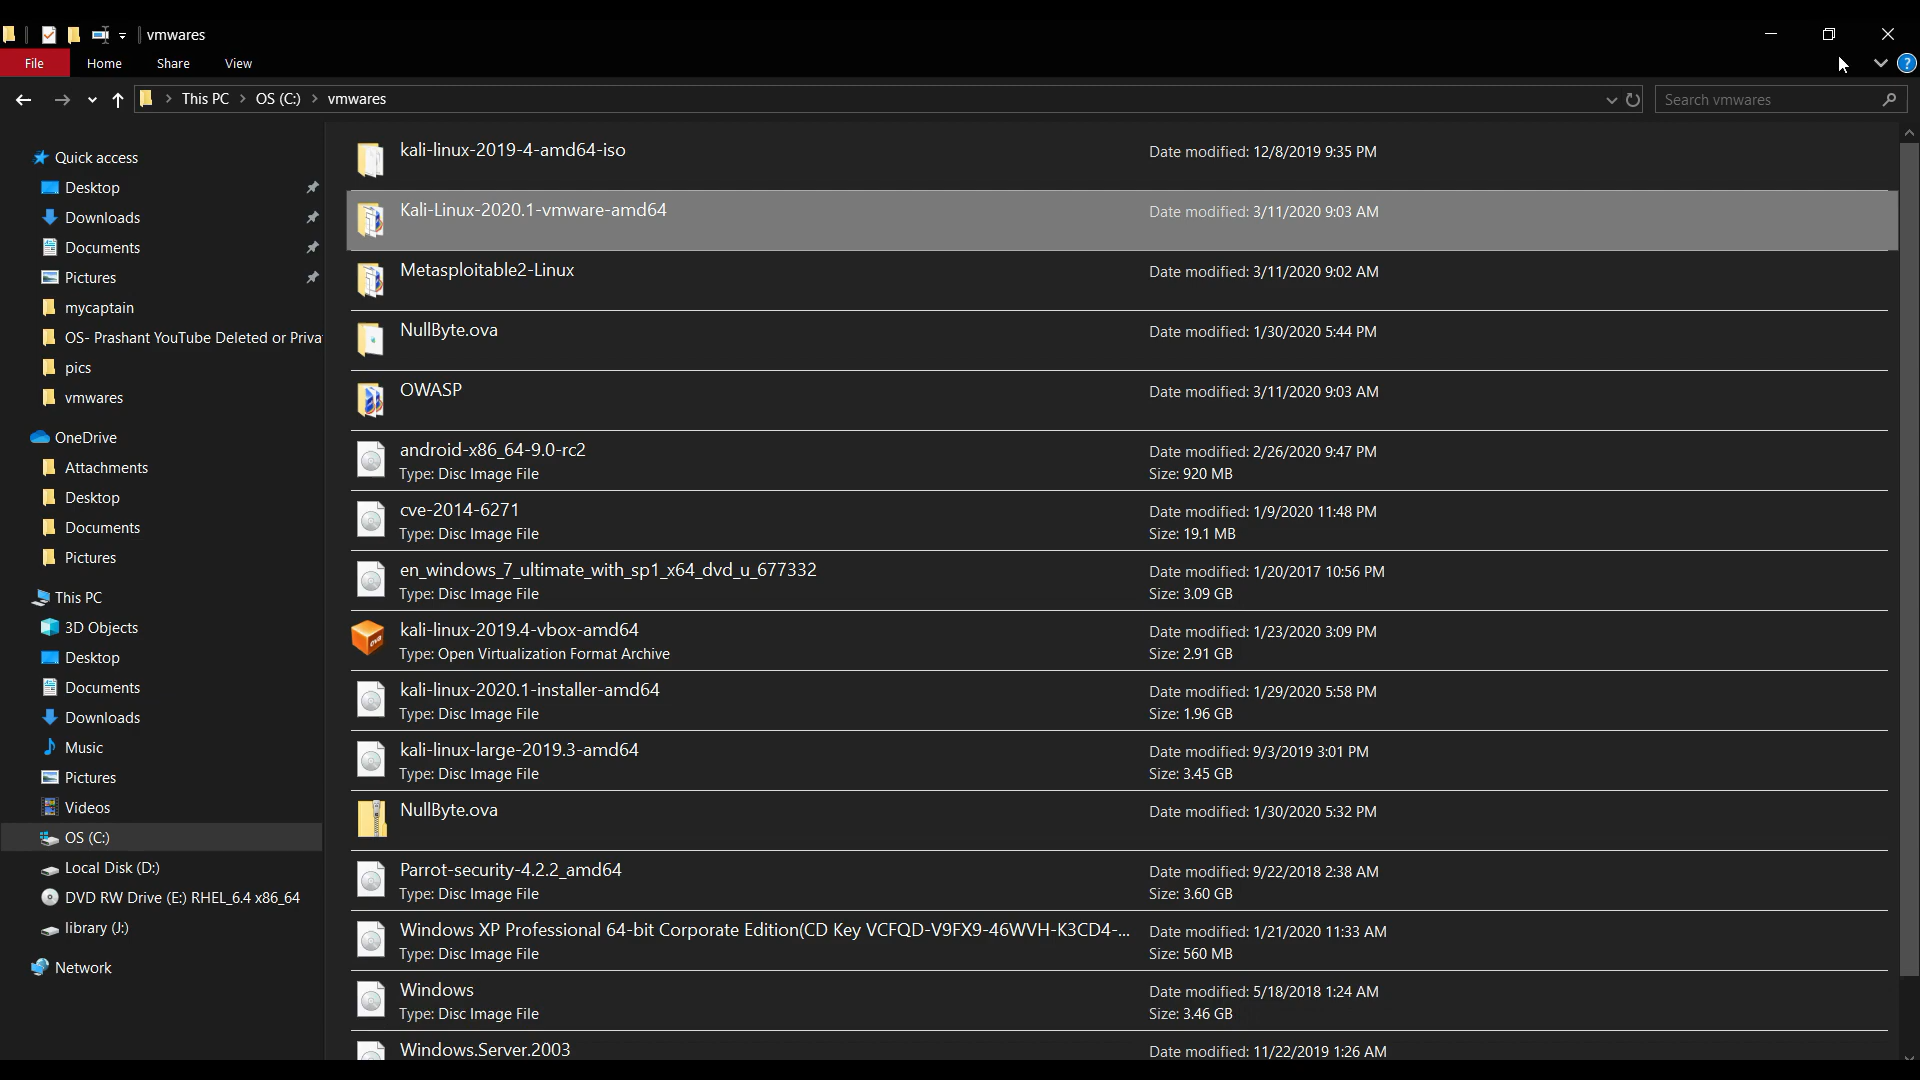 vmwares
File Home Share View
This PC OS (C:) vmwares Search vmwares
Quick access
Desktop
Downloads
Documents
Pictures
mycaptain
OS- Prashant YouTube Deleted or Priva
pics
vmwares
OneDrive
Attachments
Desktop
Documents
Pictures
This PC
3D Objects
Desktop
Documents
Downloads
Music
Pictures
Videos
OS (C:)
Local Disk (D:)
DVD RW Drive (E:) RHEL_6.4 x86_64
library (J:)
Network
kali-linux-2019-4-amd64-iso Date modified: 12/8/2019 9:35 PM
Kali-Linux-2020.1-vmware-amd64 Date modified: 3/11/2020 9:03 AM
Metasploitable2-Linux Date modified: 3/11/2020 9:02 AM
NullByte.ova Date modified: 1/30/2020 5:44 PM
OWASP Date modified: 3/11/2020 9:03 AM
android-x86_64-9.0-rc2 Date modified: 2/26/2020 9:47 PM
Type: Disc Image File Size: 920 MB
cve-2014-6271 Date modified: 1/9/2020 11:48 PM
Type: Disc Image File Size: 19.1 MB
en_windows_7_ultimate_with_sp1_x64_dvd_u_677332 Date modified: 1/20/2017 10:56 PM
Type: Disc Image File Size: 3.09 GB
kali-linux-2019.4-vbox-amd64 Date modified: 1/23/2020 3:09 PM
Type: Open Virtualization Format Archive Size: 2.91 GB
kali-linux-2020.1-installer-amd64 Date modified: 1/29/2020 5:58 PM
Type: Disc Image File Size: 1.96 GB
kali-linux-large-2019.3-amd64 Date modified: 9/3/2019 3:01 PM
Type: Disc Image File Size: 3.45 GB
NullByte.ova Date modified: 1/30/2020 5:32 PM
Parrot-security-4.2.2_amd64 Date modified: 9/22/2018 2:38 AM
Type: Disc Image File Size: 3.60 GB
Windows XP Professional 64-bit Corporate Edition(CD Key VCFQD-V9FX9-46WVH-K3CD4-... Date modified: 1/21/2020 11:33 AM
Type: Disc Image File Size: 560 MB
Windows Date modified: 5/18/2018 1:24 AM
Type: Disc Image File Size: 3.46 GB
Windows.Server.2003 Date modified: 11/22/2019 1:26 AM